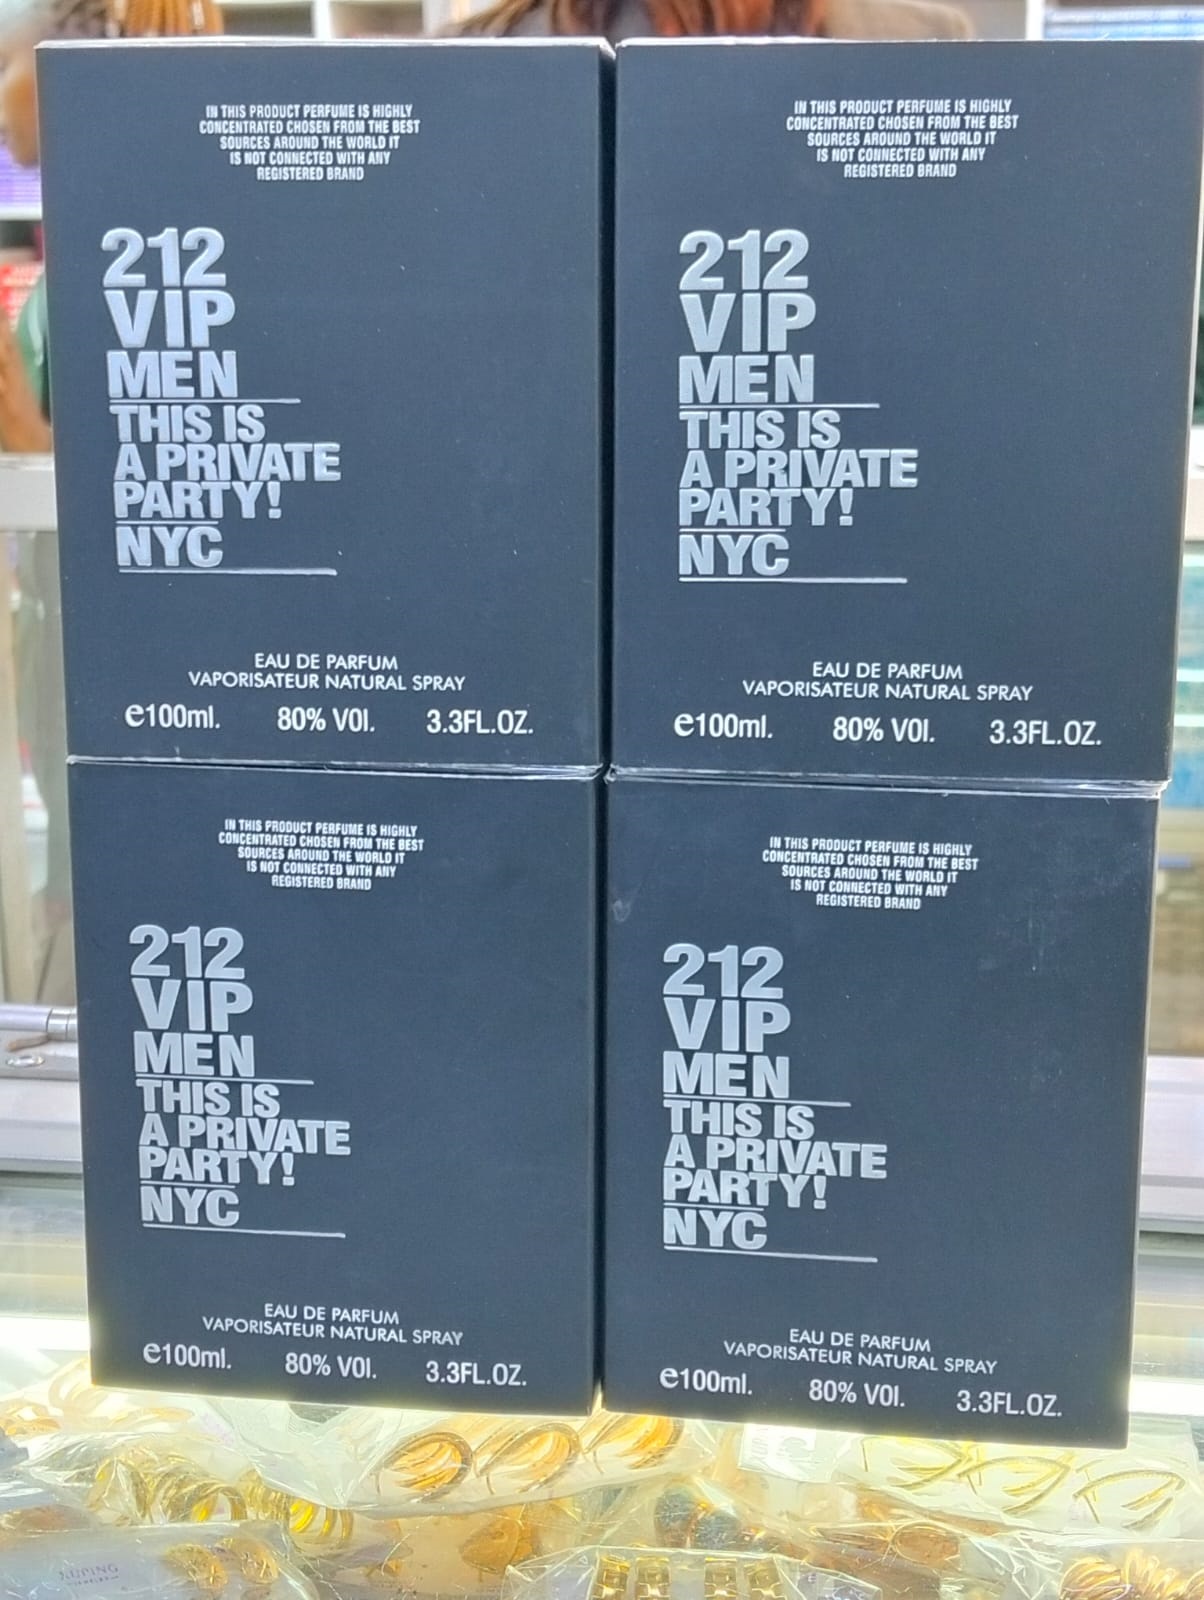 IN THIS PRODUCT PERFUME IS HIGHLY
CONCENTRATED CHOSEN FROM THE BEST
SOURCES AROUND THE WORLD IT
IS NOT CONNECTED WITH ANY
REGISTERED BRAND
212
VIP
MEN
THIS IS
A PRIVATE
PARTY!
NYC
EAU DE PARFUM
VAPORISATEUR NATURAL SPRAY
e100ml. 80% VOl. 3.3FL.OZ.
IN THIS PRODUCT PERFUME IS HIGHLY
CONCENTRATED CHOSEN FROM THE BEST
SOURCES AROUND THE WORLD IT
IS NOT CONNECTED WITH ANY
REGISTERED BRAND
212
VIP
MEN
THIS IS
A PRIVATE
PARTY!
NYC
EAU DE PARFUM
VAPORISATEUR NATURAL SPRAY
e100ml. 80% VOl. 3.3FL.OZ.
IN THIS PRODUCT PERFUME IS HIGHLY
CONCENTRATED CHOSEN FROM THE BEST
SOURCES AROUND THE WORLD IT
IS NOT CONNECTED WITH ANY
REGISTERED BRAND
212
VIP
MEN
THIS IS
A PRIVATE
PARTY!
NYC
EAU DE PARFUM
VAPORISATEUR NATURAL SPRAY
e100ml. 80% VOl. 3.3FL.OZ.
IN THIS PRODUCT PERFUME IS HIGHLY
CONCENTRATED CHOSEN FROM THE BEST
SOURCES AROUND THE WORLD IT
IS NOT CONNECTED WITH ANY
REGISTERED BRAND
212
VIP
MEN
THIS IS
A PRIVATE
PARTY!
NYC
EAU DE PARFUM
VAPORISATEUR NATURAL SPRAY
e100ml. 80% VOl. 3.3FL.OZ.